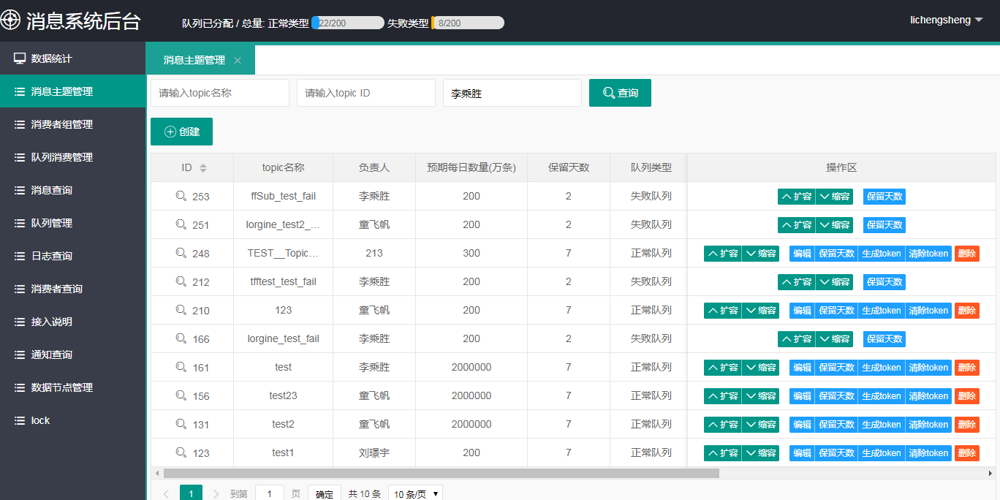 消息系统后台
队列已分配 / 总量: 正常类型 22/200 失败类型 8/200
lichengsheng
数据统计
消息主题管理
消费者组管理
队列消费管理
消息查询
队列管理
日志查询
消费者查询
接入说明
通知查询
数据节点管理
lock
消息主题管理
请输入topic名称 请输入topic ID 李乘胜 查询
创建
ID topic名称 负责人 预期每日数量(万条) 保留天数 队列类型 操作区
253 ffSub_test_fail 李乘胜 200 2 失败队列 扩容 缩容 保留天数
251 lorgine_test2_... 童飞帆 200 2 失败队列 扩容 缩容 保留天数
248 TEST__Topic... 213 300 7 正常队列 扩容 缩容 编辑 保留天数 生成token 清除token 删除
212 tfftest_test_fail 李乘胜 200 2 失败队列 扩容 缩容 保留天数
210 123 童飞帆 200 7 正常队列 扩容 缩容 编辑 保留天数 生成token 清除token 删除
166 lorgine_test_fail 李乘胜 200 2 失败队列 扩容 缩容 保留天数
161 test 李乘胜 2000000 7 正常队列 扩容 缩容 编辑 保留天数 生成token 清除token 删除
156 test23 童飞帆 2000000 7 正常队列 扩容 缩容 编辑 保留天数 生成token 清除token 删除
131 test2 童飞帆 2000000 7 正常队列 扩容 缩容 编辑 保留天数 生成token 清除token 删除
123 test1 刘璟宇 200 7 正常队列 扩容 缩容 编辑 保留天数 生成token 清除token 删除
1 到第 1 页 确定 共 10 条 10 条/页